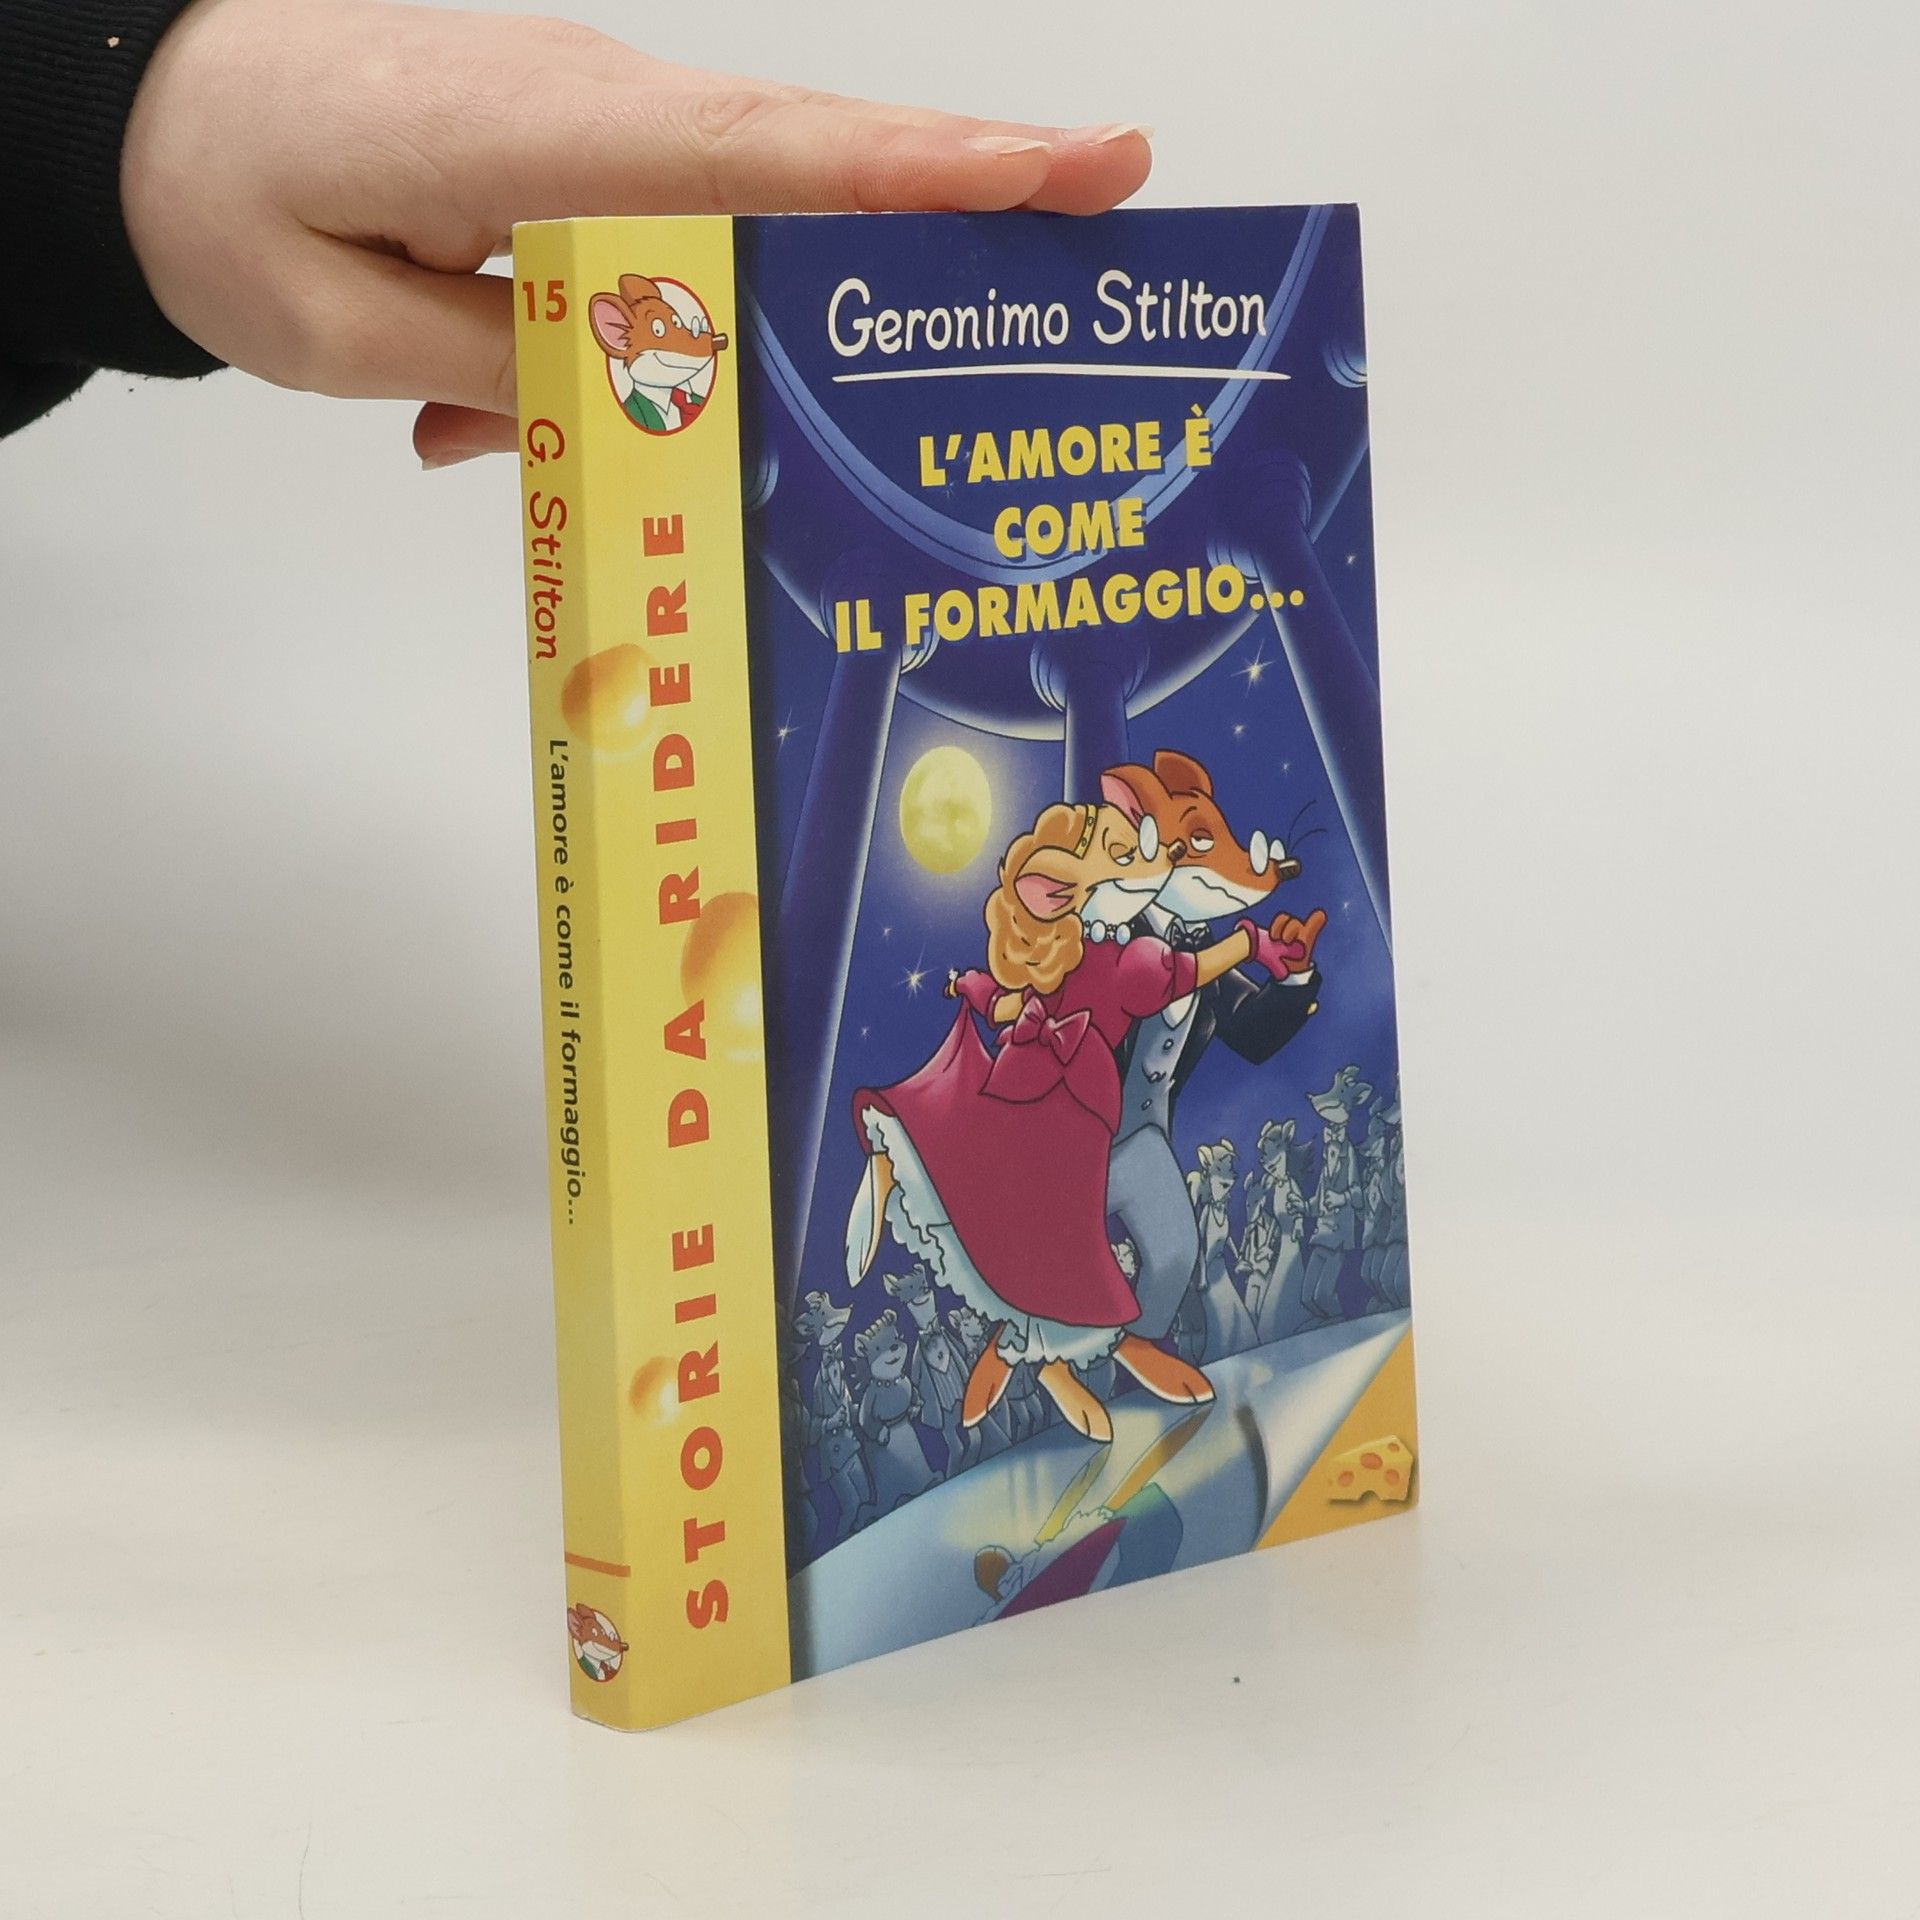 15
G. Stilton
L'amore è come il formaggio...
STORIE DA RIDERE
Geronimo Stilton
L'AMORE È
COME
IL FORMAGGIO...